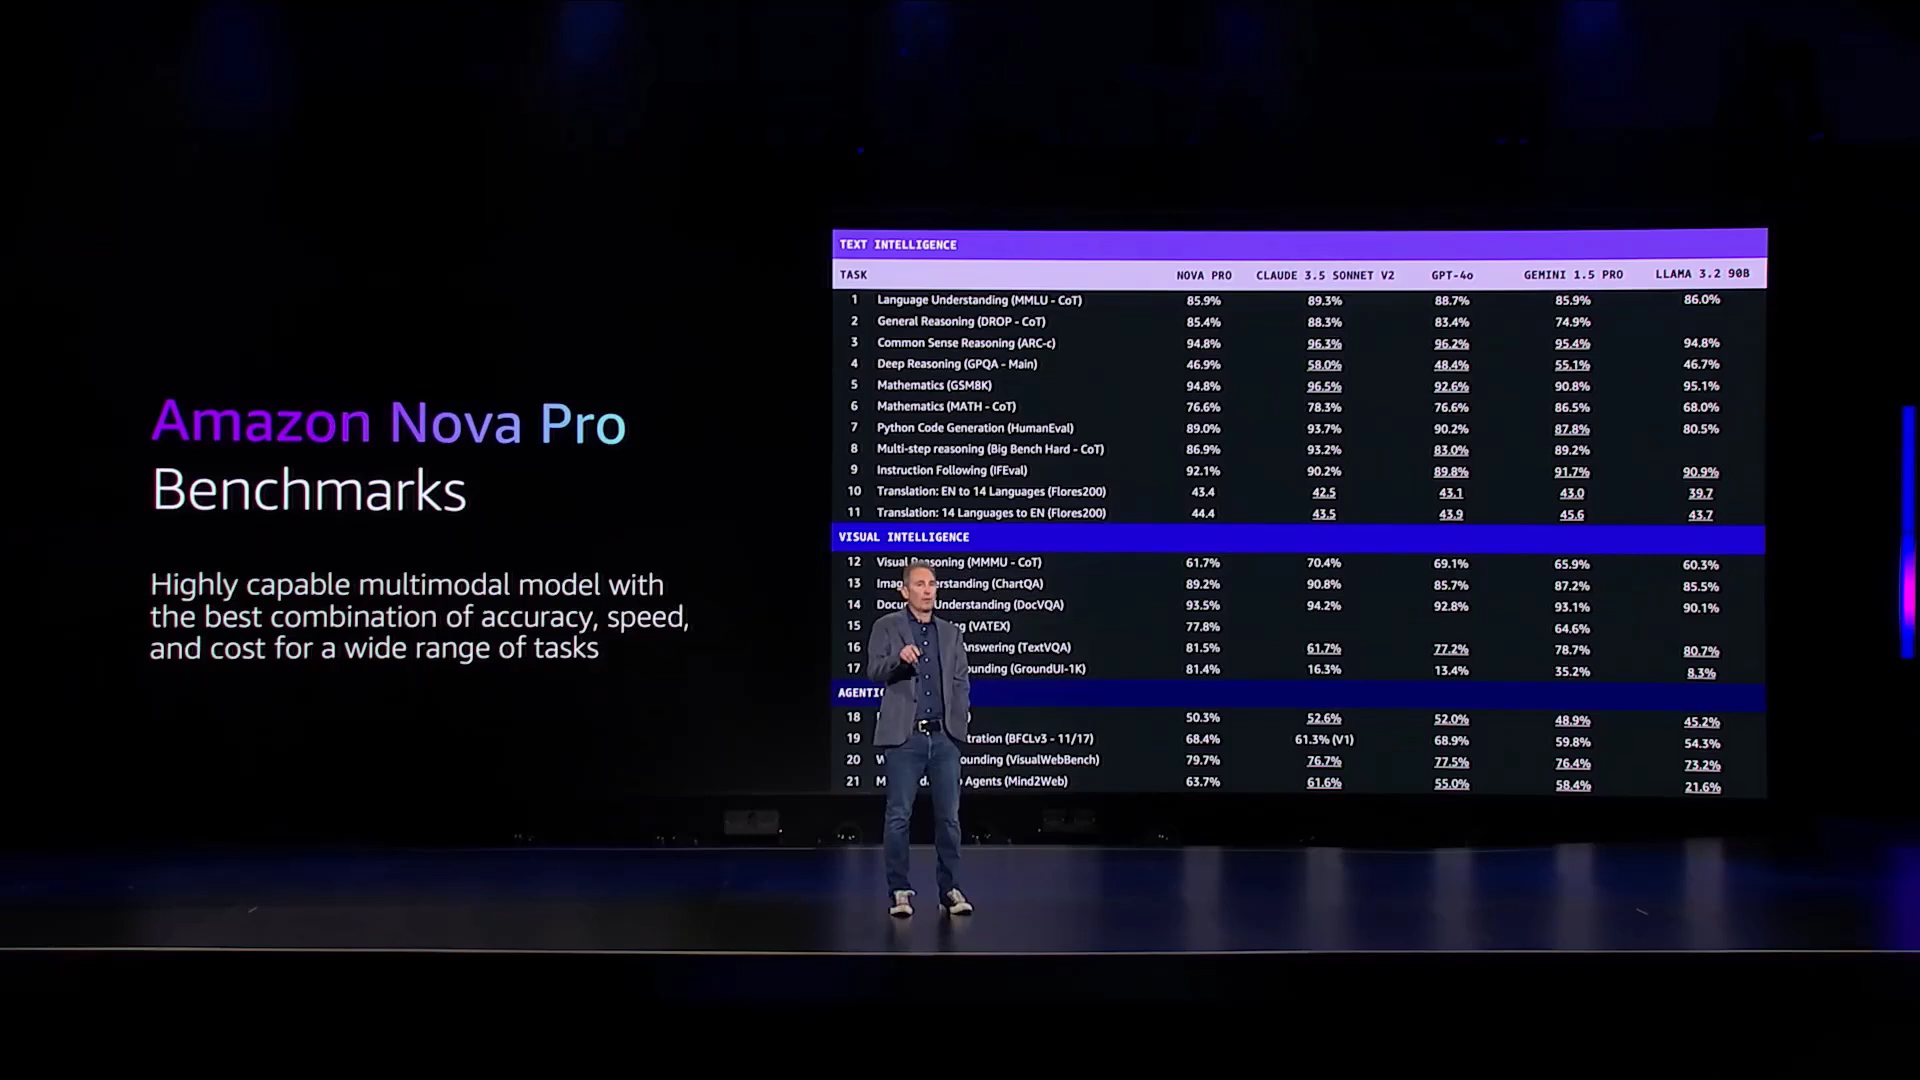 Amazon Nova Pro
Benchmarks
Highly capable multimodal model with
the best combination of accuracy, speed,
and cost for a wide range of tasks
TEXT INTELLIGENCE
TASK NOVA PRO CLAUDE 3.5 SONNET V2 GPT-4o GEMINI 1.5 PRO LLAMA 3.2 90B
1 Language Understanding (MMLU - CoT) 85.9% 89.3% 88.7% 85.9% 86.0%
2 General Reasoning (DROP - CoT) 85.4% 88.3% 83.4% 74.9%
3 Common Sense Reasoning (ARC-c) 94.8% 96.3% 96.2% 95.4% 94.8%
4 Deep Reasoning (GPQA - Main) 46.9% 58.0% 48.4% 55.1% 46.7%
5 Mathematics (GSM8K) 94.8% 96.5% 92.6% 90.8% 95.1%
6 Mathematics (MATH - CoT) 76.6% 78.3% 76.6% 86.5% 68.0%
7 Python Code Generation (HumanEval) 89.0% 93.7% 90.2% 87.8% 80.5%
8 Multi-step reasoning (Big Bench Hard - CoT) 86.9% 93.2% 83.0% 89.2%
9 Instruction Following (IFEval) 92.1% 90.2% 89.8% 91.7% 90.9%
10 Translation: EN to 14 Languages (Flores200) 43.4 42.5 43.1 43.0 39.7
11 Translation: 14 Languages to EN (Flores200) 44.4 43.5 43.9 45.6 43.7
VISUAL INTELLIGENCE
12 Visual Reasoning (MMMU - CoT) 61.7% 70.4% 69.1% 65.9% 60.3%
13 (ChartQA) 89.2% 90.8% 85.7% 87.2% 85.5%
14 Understanding (DocVQA) 93.5% 94.2% 92.8% 93.1% 90.1%
15 (VATEX) 77.8% 64.6%
16 Answering (TextVQA) 81.5% 61.7% 77.2% 78.7% 80.7%
17 (GroundUI-1K) 81.4% 16.3% 13.4% 35.2% 8.3%
18 50.3% 52.6% 52.0% 48.9% 45.2%
19 (BFCLv3 - 11/17) 68.4% 61.3% (V1) 68.9% 59.8% 54.3%
20 (VisualWebBench) 79.7% 76.7% 77.5% 76.4% 73.2%
21 Agents (Mind2Web) 63.7% 61.6% 55.0% 58.4% 21.6%